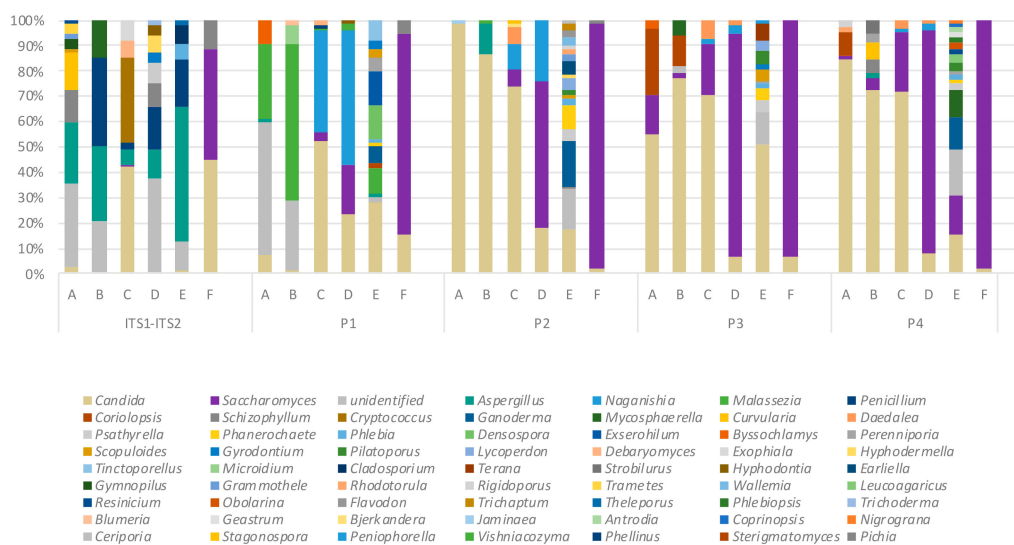 100%
90%
80%
70%
60%
50%
40%
30%
20%
10%
0%
A B C D E F A B C D E F A B C D E F A B C D E F A B C D E F
ITS1-ITS2 P1 P2 P3 P4
Candida Saccharomyces unidentified Aspergillus Naganishia Malassezia Penicillium
Coriolopsis Schizophyllum Cryptococcus Ganoderma Mycosphaerella Curvularia Daedalea
Psathyrella Phanerochaete Phlebia Densospora Exserohilum Byssochlamys Perenniporia
Scopuloides Gyrodontium Pilatoporus Lycoperdon Debaryomyces Exophiala Hyphodermella
Tinctoporellus Microidium Cladosporium Terana Strobilurus Hyphodontia Earliella
Gymnopilus Grammothele Rhodotorula Rigidoporus Trametes Wallemia Leucoagaricus
Resinicium Obolarina Flavodon Trichaptum Theleporus Phlebiopsis Trichoderma
Blumeria Geastrum Bjerkandera Jaminaea Antrodia Coprinopsis Nigrograna
Ceriporia Stagonospora Peniophorella Vishniacozyma Phellinus Sterigmatomyces Pichia